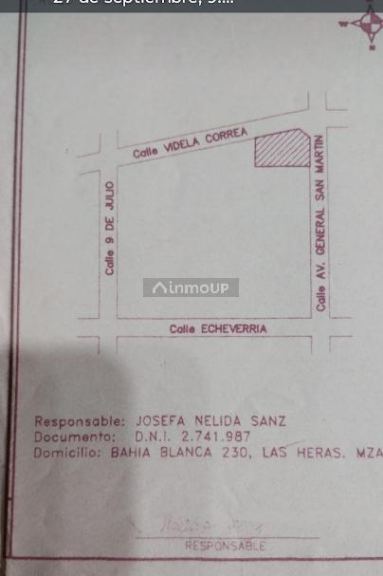 27 de septiembre, 9....
W
Calle VIDELA CORREA
Calle 9 DE JULIO
Calle AV. GENERAL SAN MARTIN
inmoUP
Calle ECHEVERRIA
Responsable: JOSEFA NELIDA SANZ
Documento: D.N.I. 2.741.987
Domicilio: BAHIA BLANCA 230, LAS HERAS. MZA
RESPONSABLE